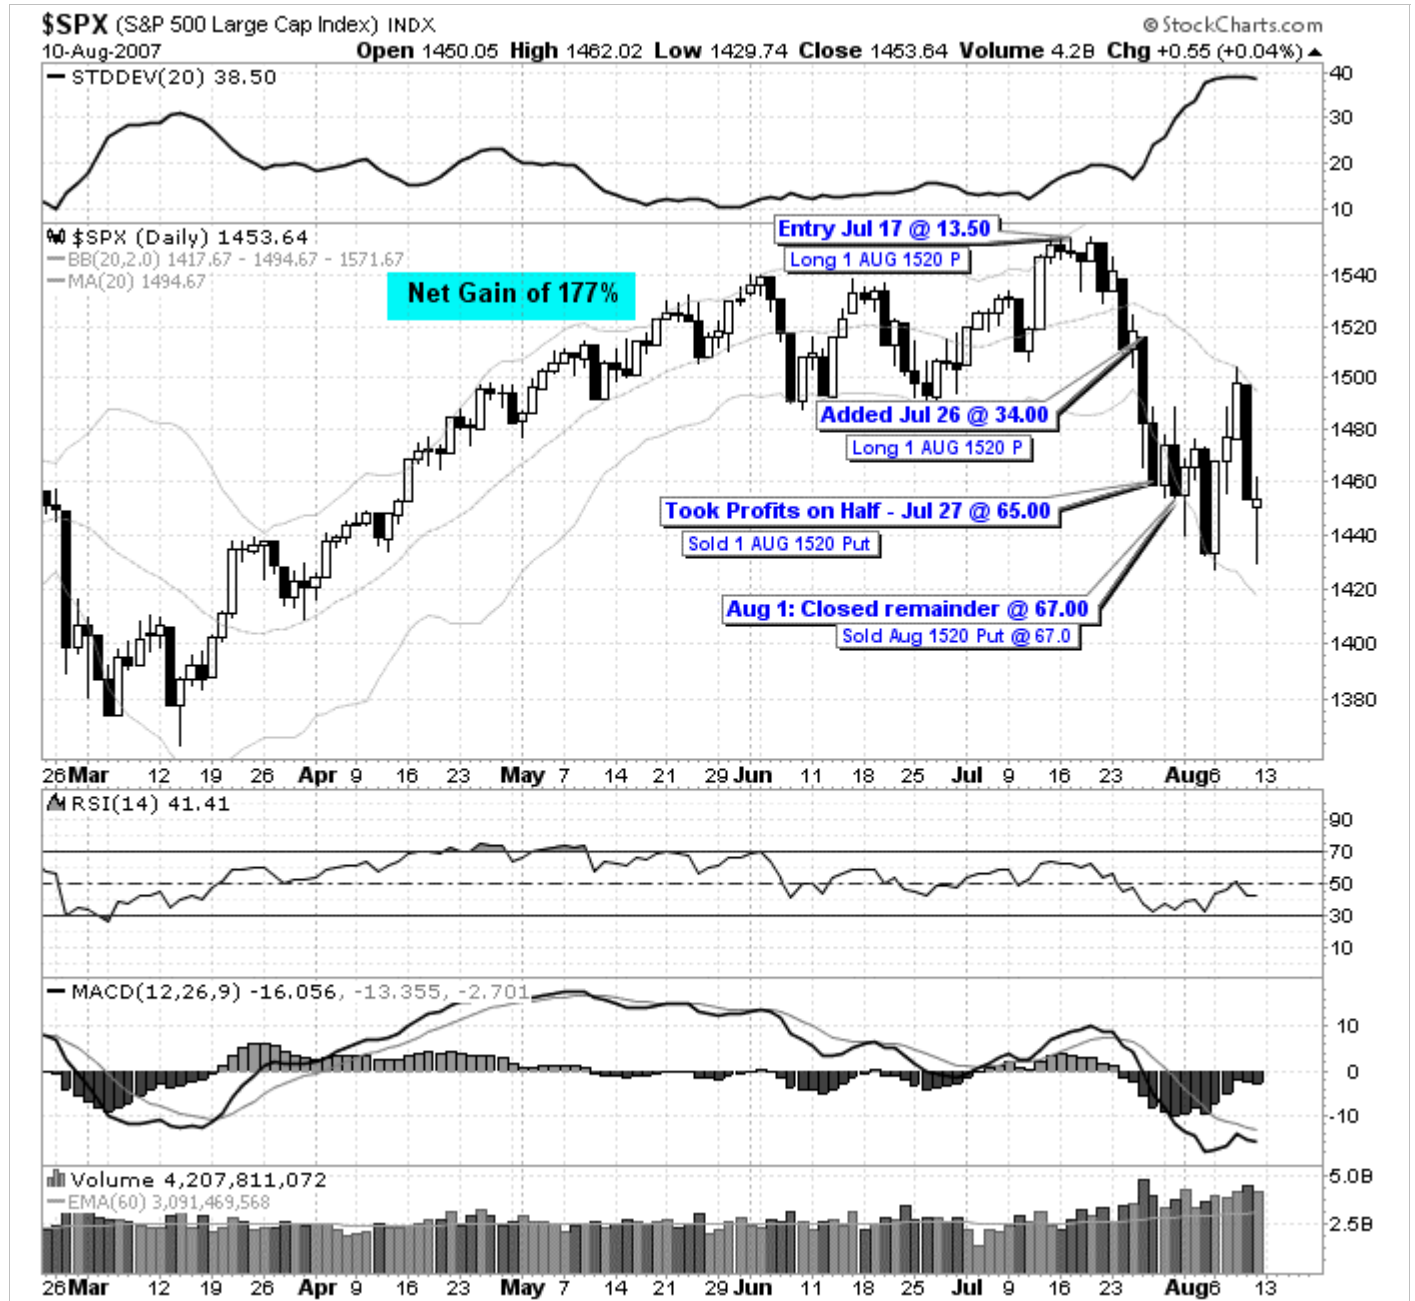 $SPX (S&P 500 Large Cap Index) INDX © StockCharts.com
10-Aug-2007 Open 1450.05 High 1462.02 Low 1429.74 Close 1453.64 Volume 4.2B Chg +0.55 (+0.04%)
STDDEV(20) 38.50
40
30
20
10
$SPX (Daily) 1453.64
BB(20,2.0) 1417.67 - 1494.67 - 1571.67
MA(20) 1494.67
Net Gain of 177%
Entry Jul 17 @ 13.50
Long 1 AUG 1520 P
Added Jul 26 @ 34.00
Long 1 AUG 1520 P
Took Profits on Half - Jul 27 @ 65.00
Sold 1 AUG 1520 Put
Aug 1: Closed remainder @ 67.00
Sold Aug 1520 Put @ 67.0
1540
1520
1500
1480
1460
1440
1420
1400
1380
26 Mar 12 19 26 Apr 9 16 23 May 7 14 21 29 Jun 11 18 25 Jul 9 16 23 Aug 6 13
RSI(14) 41.41
90
70
50
30
10
MACD(12,26,9) -16.056, -13.355, -2.701
10
0
-10
Volume 4,207,811,072
EMA(60) 3,091,469,568
5.0B
2.5B
26 Mar 12 19 26 Apr 9 16 23 May 7 14 21 29 Jun 11 18 25 Jul 9 16 23 Aug 6 13